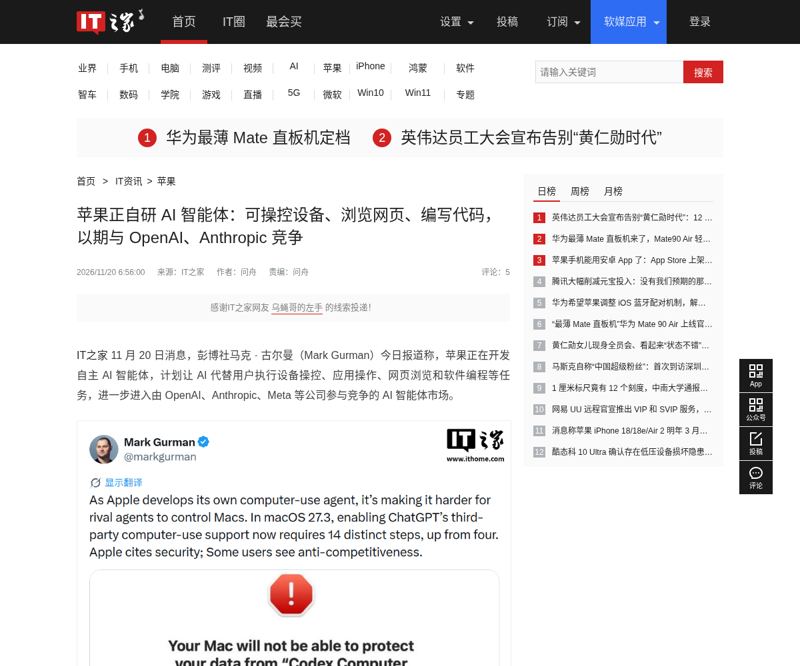 IT之家
首页
IT圈
最会买
设置
投稿
订阅
软媒应用
登录
业界 手机 电脑 测评 视频 AI 苹果 iPhone 鸿蒙 软件
智车 数码 学院 游戏 直播 5G 微软 Win10 Win11 专题
请输入关键词
搜索
1 华为最薄 Mate 直板机定档
2 英伟达员工大会宣布告别“黄仁勋时代”
首页 > IT资讯 > 苹果
苹果正自研 AI 智能体：可操控设备、浏览网页、编写代码，
以期与 OpenAI、Anthropic 竞争
2026/11/20 6:56:00 来源：IT之家 作者：问舟 责编：问舟 评论：5
感谢IT之家网友 乌蝇哥的左手 的线索投递！
IT之家 11 月 20 日消息，彭博社马克 · 古尔曼（Mark Gurman）今日报道称，苹果正在开发
自主 AI 智能体，计划让 AI 代替用户执行设备操控、应用操作、网页浏览和软件编程等任
务，进一步进入由 OpenAI、Anthropic、Meta 等公司参与竞争的 AI 智能体市场。
Mark Gurman
@markgurman
IT之家
www.ithome.com
显示翻译
As Apple develops its own computer-use agent, it’s making it harder for
rival agents to control Macs. In macOS 27.3, enabling ChatGPT’s third-
party computer-use support now requires 14 distinct steps, up from four.
Apple cites security; Some users see anti-competitiveness.
Your Mac will not be able to protect
your data from “Codex Computer
日榜 周榜 月榜
1 英伟达员工大会宣布告别“黄仁勋时代”：12 ...
2 华为最薄 Mate 直板机来了，Mate90 Air 轻...
3 苹果手机能用安卓 App 了：App Store 上架...
4 腾讯大幅削减元宝投入：没有我们预期的那...
5 华为希望苹果调整 iOS 蓝牙配对机制，解...
6 “最薄 Mate 直板机”华为 Mate 90 Air 上线官...
7 黄仁勋女儿现身全员会、看起来“状态不错”...
8 马斯克自称“中国超级粉丝”：首次到访深圳...
9 1 厘米标尺竟有 12 个刻度，中南大学通报...
10 网易 UU 远程官宣推出 VIP 和 SVIP 服务，...
11 消息称苹果 iPhone 18/18e/Air 2 明年 3 月...
12 酷态科 10 Ultra 确认存在低压设备损坏隐患...
App
公众号
投稿
评论